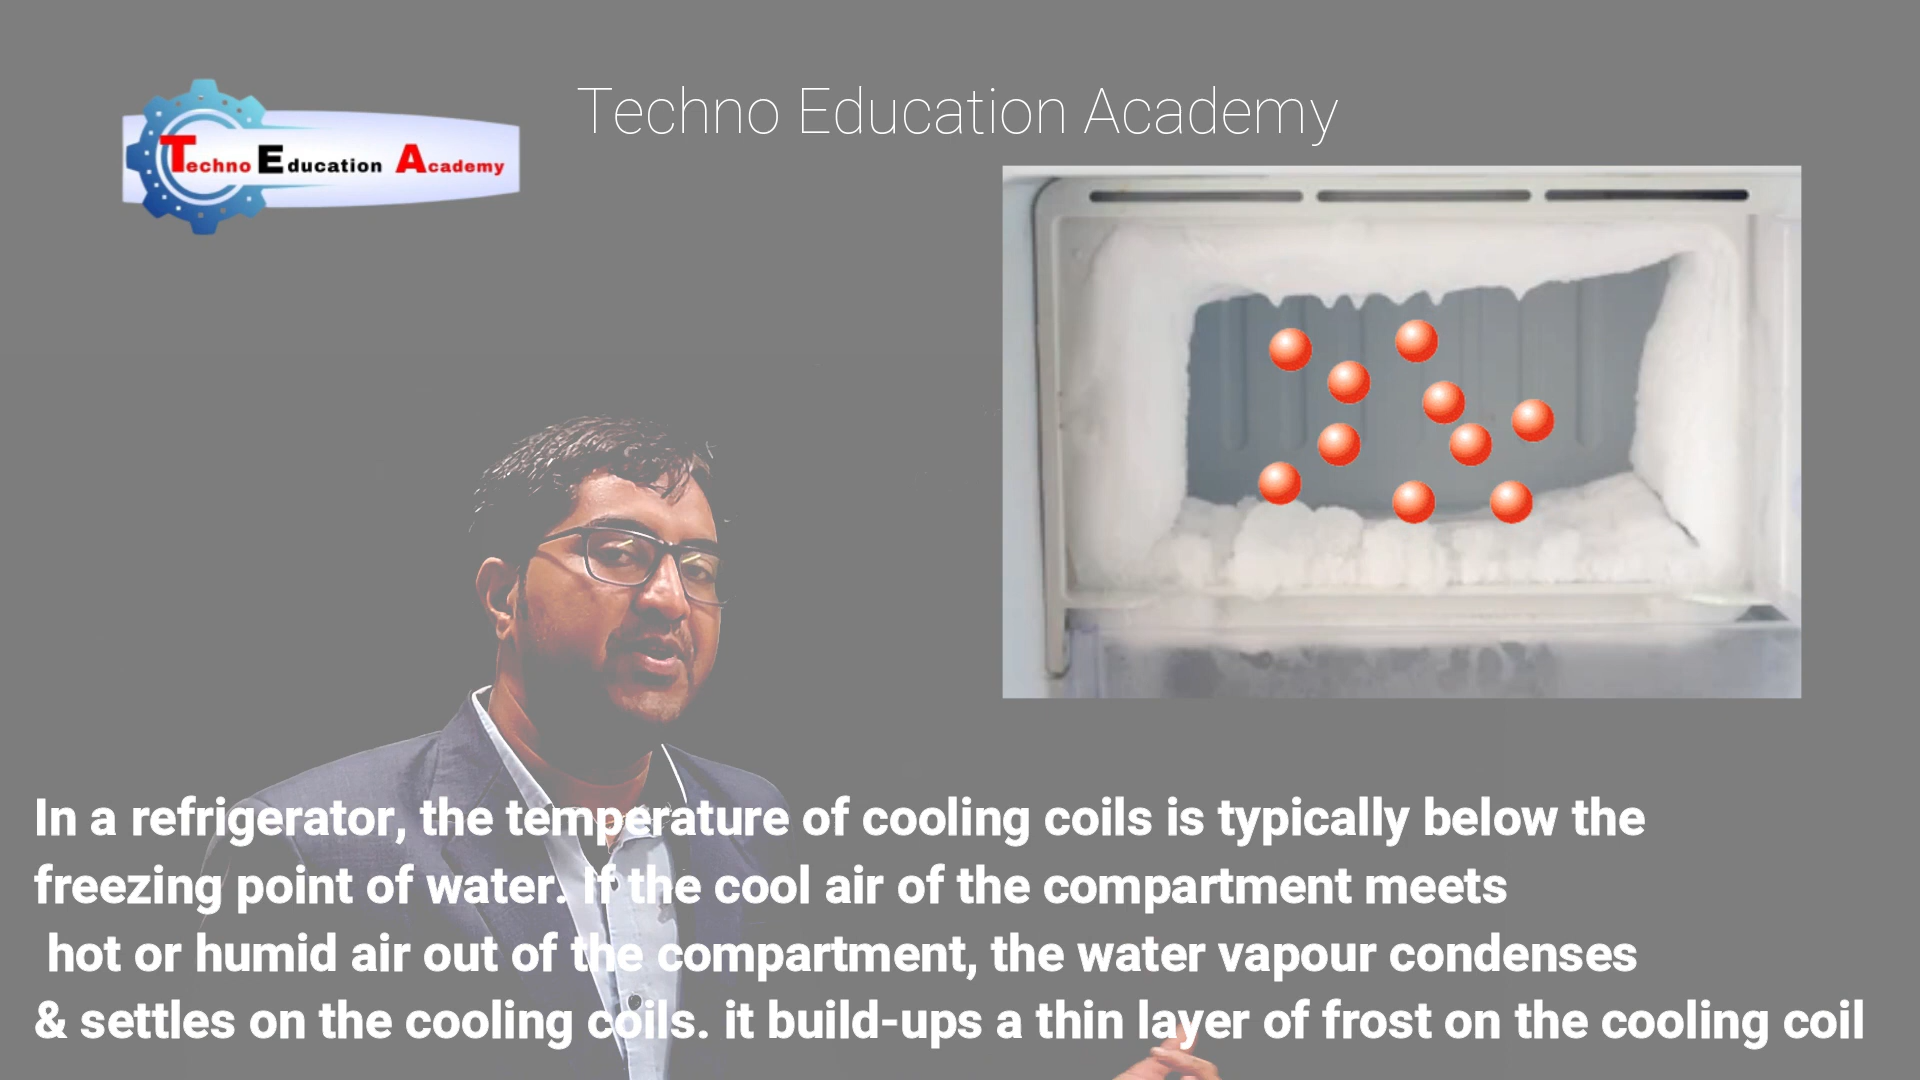 Techno Education Academy
Techno Education Academy
In a refrigerator, the temperature of cooling coils is typically below the
freezing point of water. If the cool air of the compartment meets
hot or humid air out of the compartment, the water vapour condenses
& settles on the cooling coils. it build-ups a thin layer of frost on the cooling coil